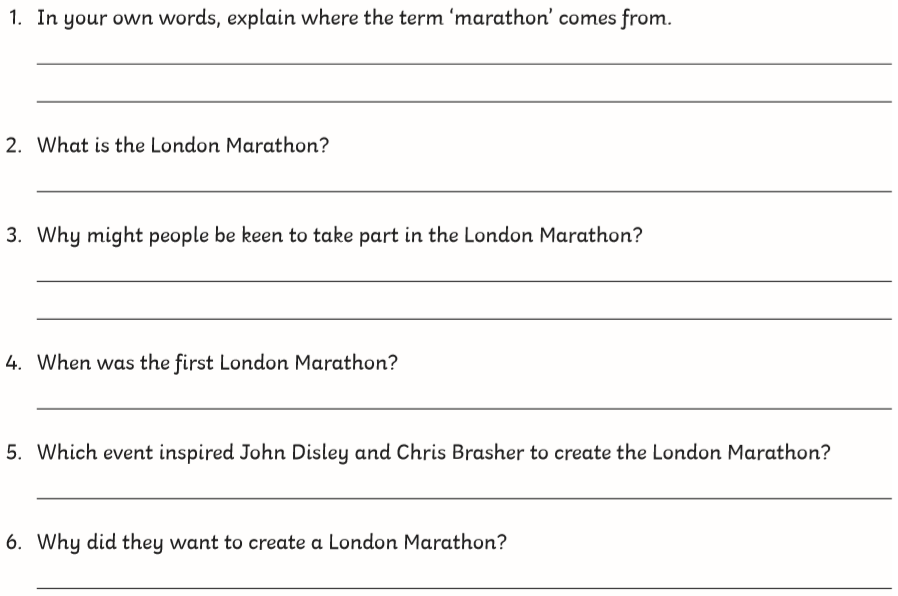 1. In your own words, explain where the term ‘marathon’ comes from.
2. What is the London Marathon?
3. Why might people be keen to take part in the London Marathon?
4. When was the first London Marathon?
5. Which event inspired John Disley and Chris Brasher to create the London Marathon?
6. Why did they want to create a London Marathon?